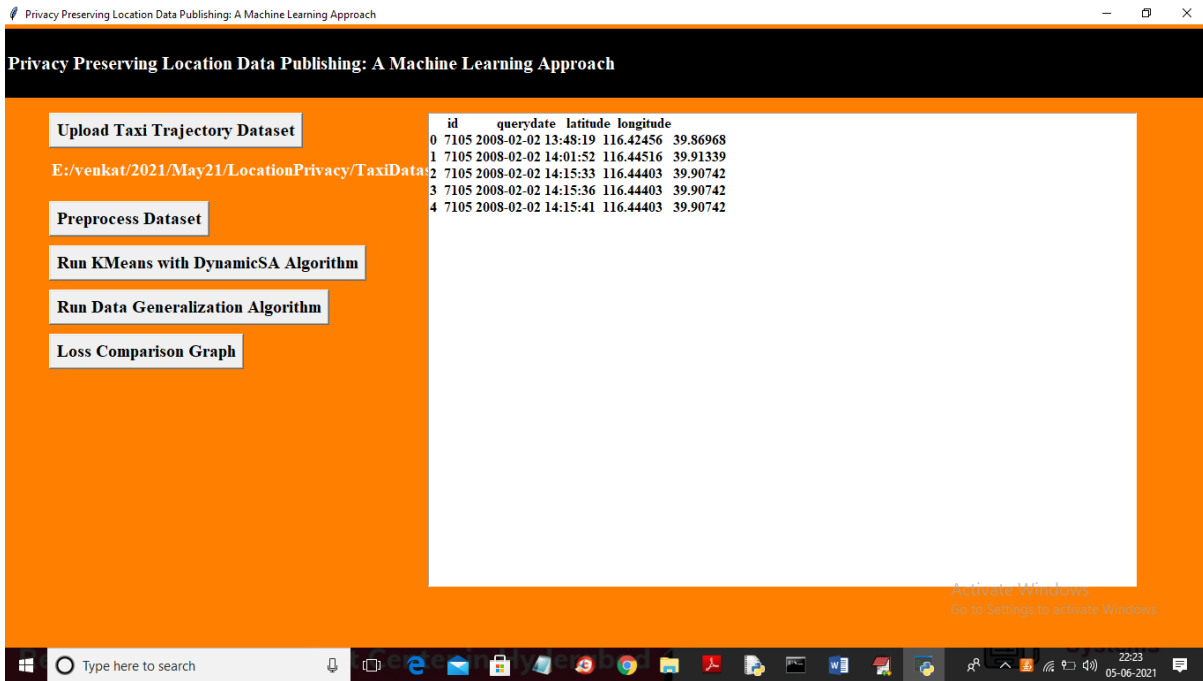 Privacy Preserving Location Data Publishing: A Machine Learning Approach
Privacy Preserving Location Data Publishing: A Machine Learning Approach
Upload Taxi Trajectory Dataset
E:/venkat/2021/May21/LocationPrivacy/TaxiDatas
Preprocess Dataset
Run KMeans with DynamicSA Algorithm
Run Data Generalization Algorithm
Loss Comparison Graph
id querydate latitude longitude
0 7105 2008-02-02 13:48:19 116.42456 39.86968
1 7105 2008-02-02 14:01:52 116.44516 39.91339
2 7105 2008-02-02 14:15:33 116.44403 39.90742
3 7105 2008-02-02 14:15:36 116.44403 39.90742
4 7105 2008-02-02 14:15:41 116.44403 39.90742
Activate Windows
Go to Settings to activate Windows.
Type here to search
22:23
05-06-2021